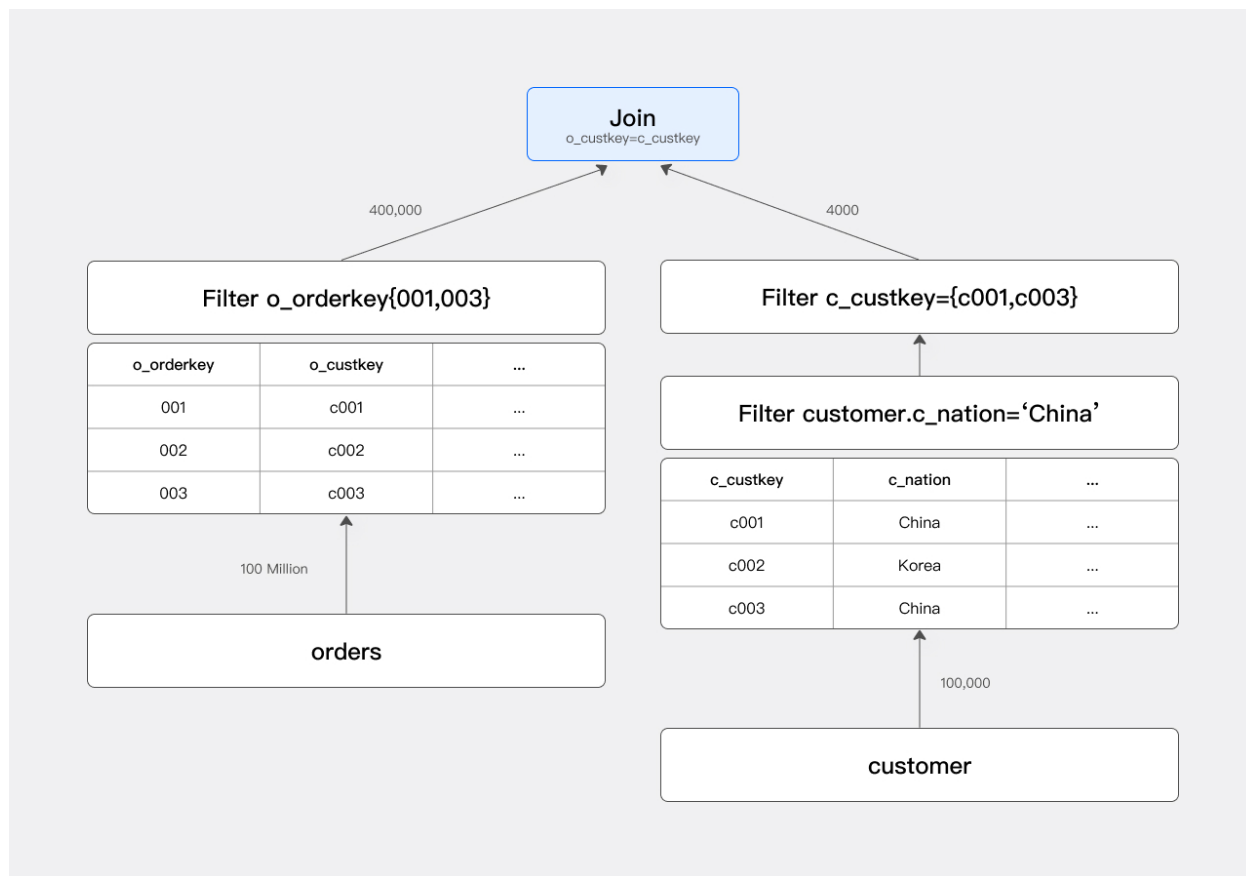 Join
o_custkey=c_custkey
400,000
4000
Filter o_orderkey{001,003}
o_orderkey o_custkey ...
001 c001 ...
002 c002 ...
003 c003 ...
100 Million
orders
Filter c_custkey={c001,c003}
Filter customer.c_nation=‘China’
c_custkey c_nation ...
c001 China ...
c002 Korea ...
c003 China ...
100,000
customer